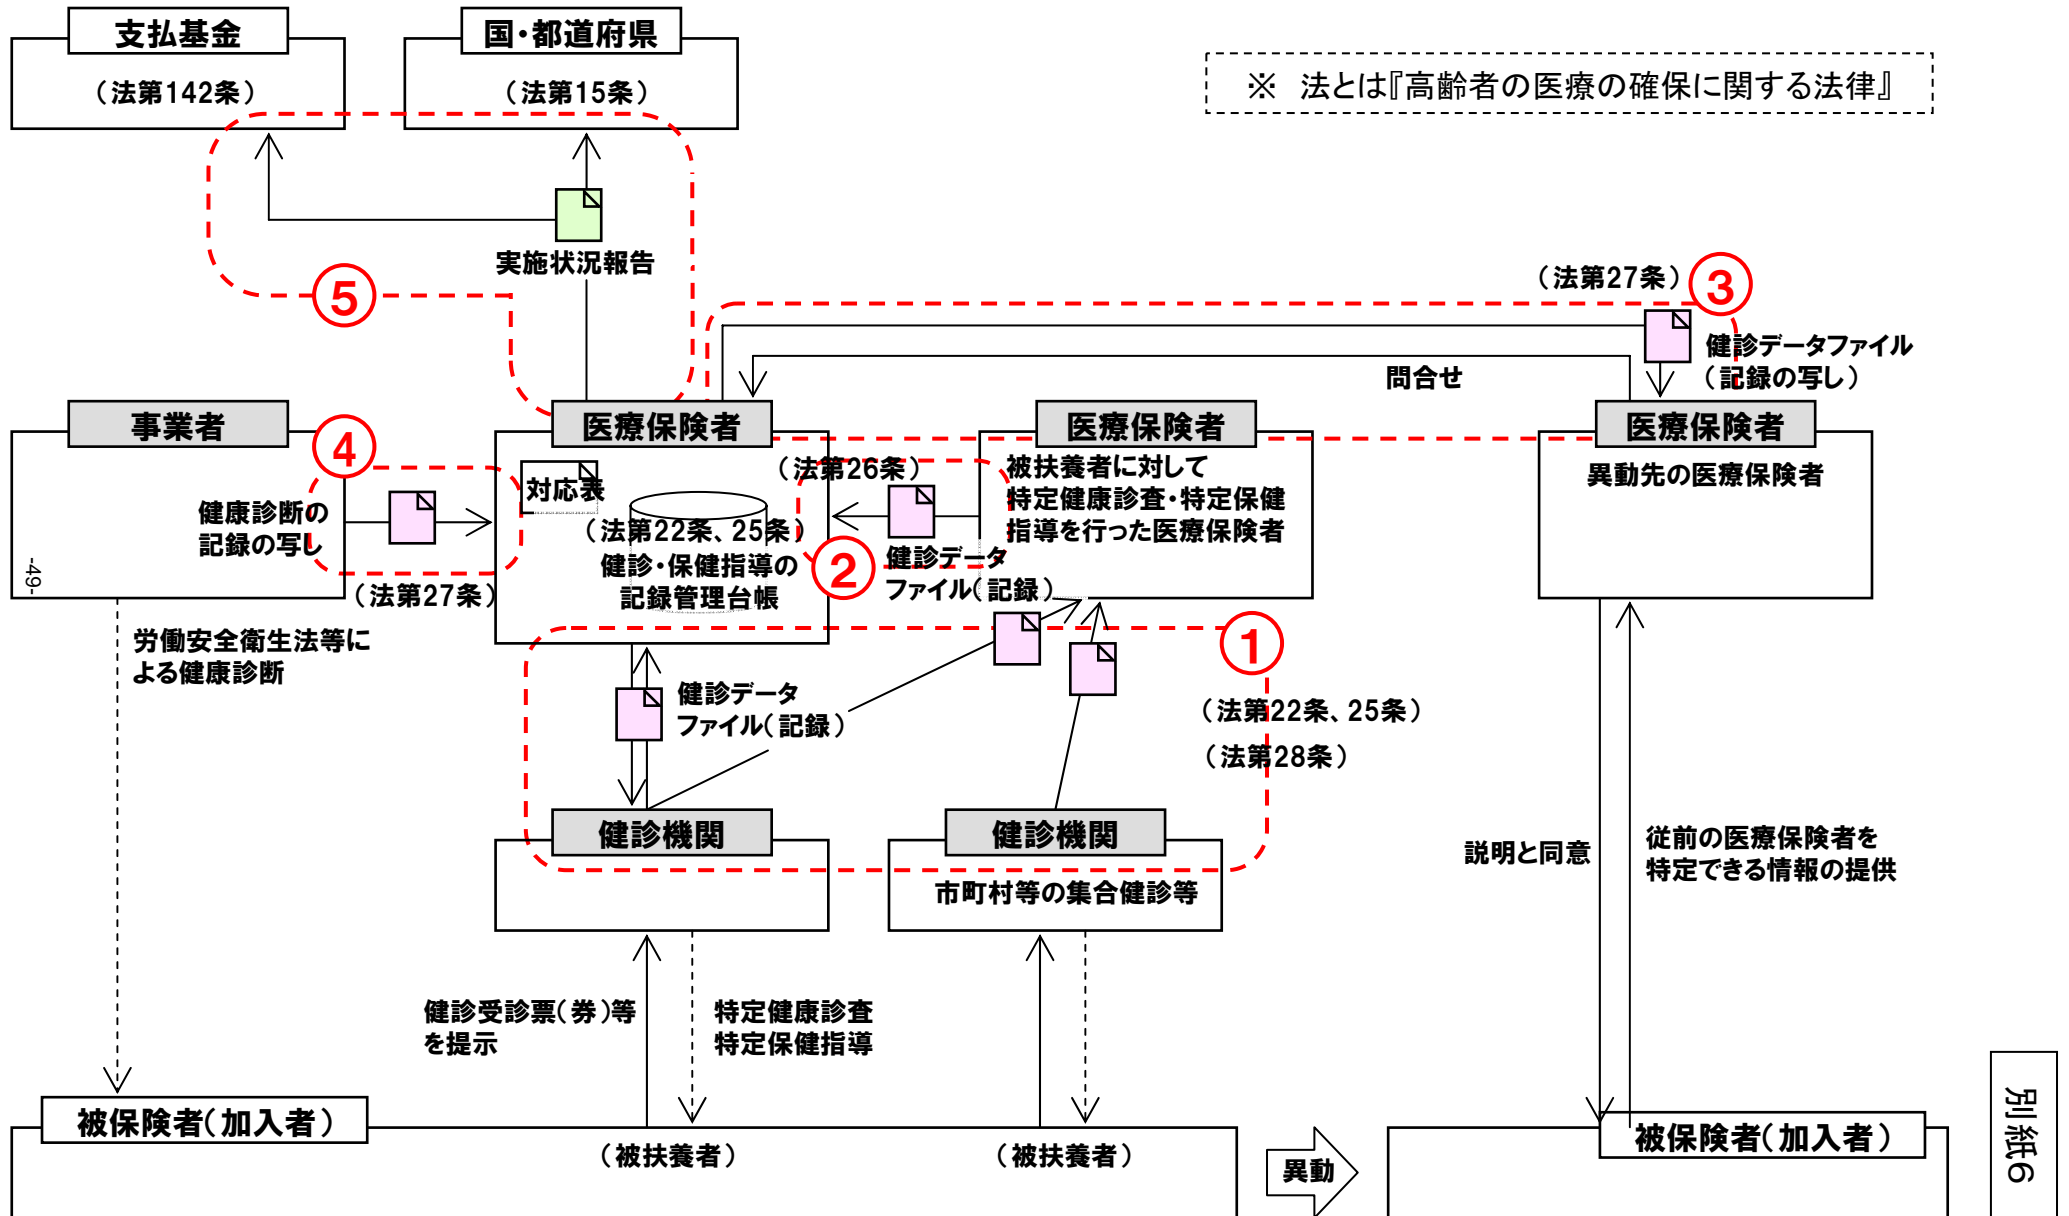 支払基金
（法第142条）
国・都道府県
（法第15条）
※　法とは『高齢者の医療の確保に関する法律』
実施状況報告
⑤
（法第27条）
③
健診データファイル
（記録の写し）
問合せ
事業者
④
健康診断の
記録の写し
（法第27条）
-49-
医療保険者
対応表
（法第22条、25条）
健診・保健指導の
記録管理台帳
（法第26条）
②
健診データ
ファイル（記録）
医療保険者
被扶養者に対して
特定健康診査・特定保健
指導を行った医療保険者
医療保険者
異動先の医療保険者
労働安全衛生法等に
よる健康診断
健診データ
ファイル（記録）
①
（法第22条、25条）
（法第28条）
健診機関
健診機関
市町村等の集合健診等
説明と同意
従前の医療保険者を
特定できる情報の提供
健診受診票（券）等
を提示
特定健康診査
特定保健指導
被保険者（加入者）
（被扶養者）
（被扶養者）
異動
被保険者（加入者）
別紙6